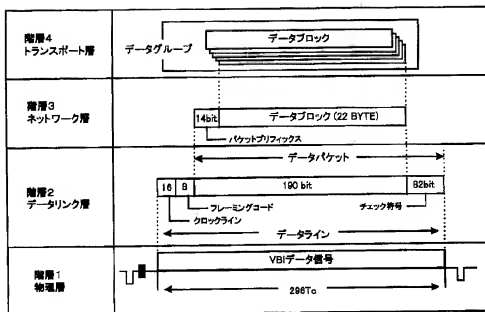 階層4
トランスポート層
データグループ
データブロック
階層3
ネットワーク層
14bit
データブロック(22 BYTE)
パケットプリフィックス
データパケット
階層2
データリンク層
16
8
190 bit
82bit
フレーミングコード
チェック符号
クロックライン
データライン
階層1
物理層
VBIデータ信号
296Tc